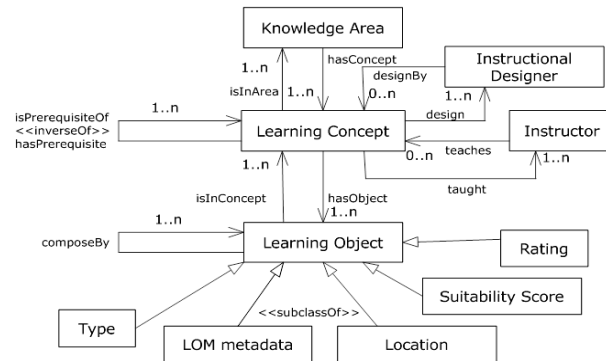 Knowledge Area
1..n
hasConcept
designBy
Instructional
Designer
isInArea
1..n
0..n
1..n
isPrerequisiteOf
<<inverseOf>>
hasPrerequisite
1..n
Learning Concept
design
teaches
Instructor
0..n
1..n
1..n
taught
isInConcept
hasObject
1..n
1..n
composeBy
Learning Object
Rating
Suitability Score
Type
<<subclassOf>>
LOM metadata
Location